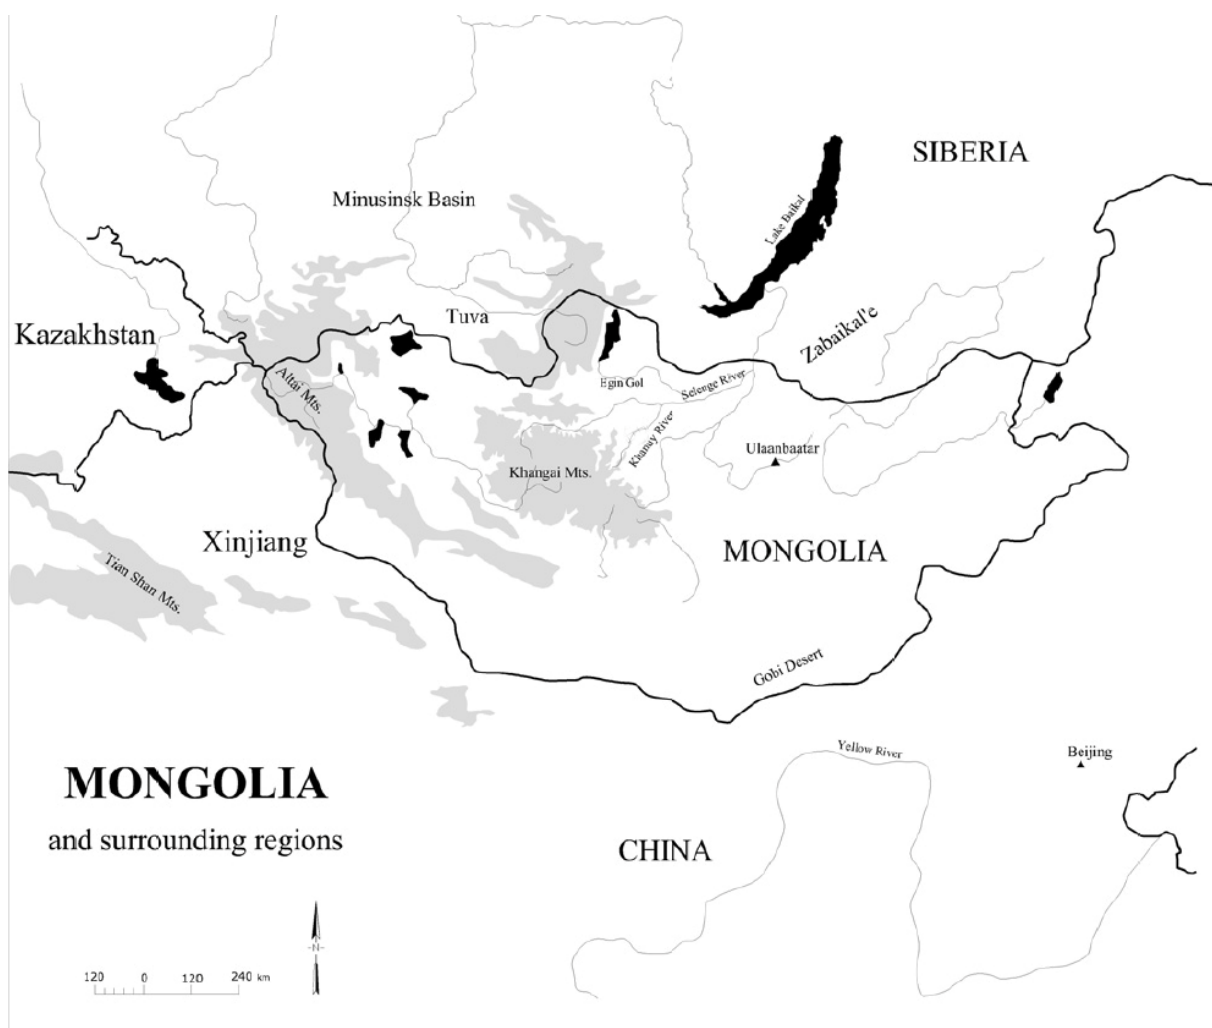 SIBERIA
Minusinsk Basin
Lake Baikal
Tuva
Kazakhstan
Zabaikal'e
Altai Mts.
Egin Gol
Selenge River
Khanuy River
Ulaanbaatar
Khangai Mts.
Xinjiang
MONGOLIA
Tian Shan Mts.
Gobi Desert
Yellow River
Beijing
MONGOLIA
and surrounding regions
CHINA
N
120 0 120 240 km